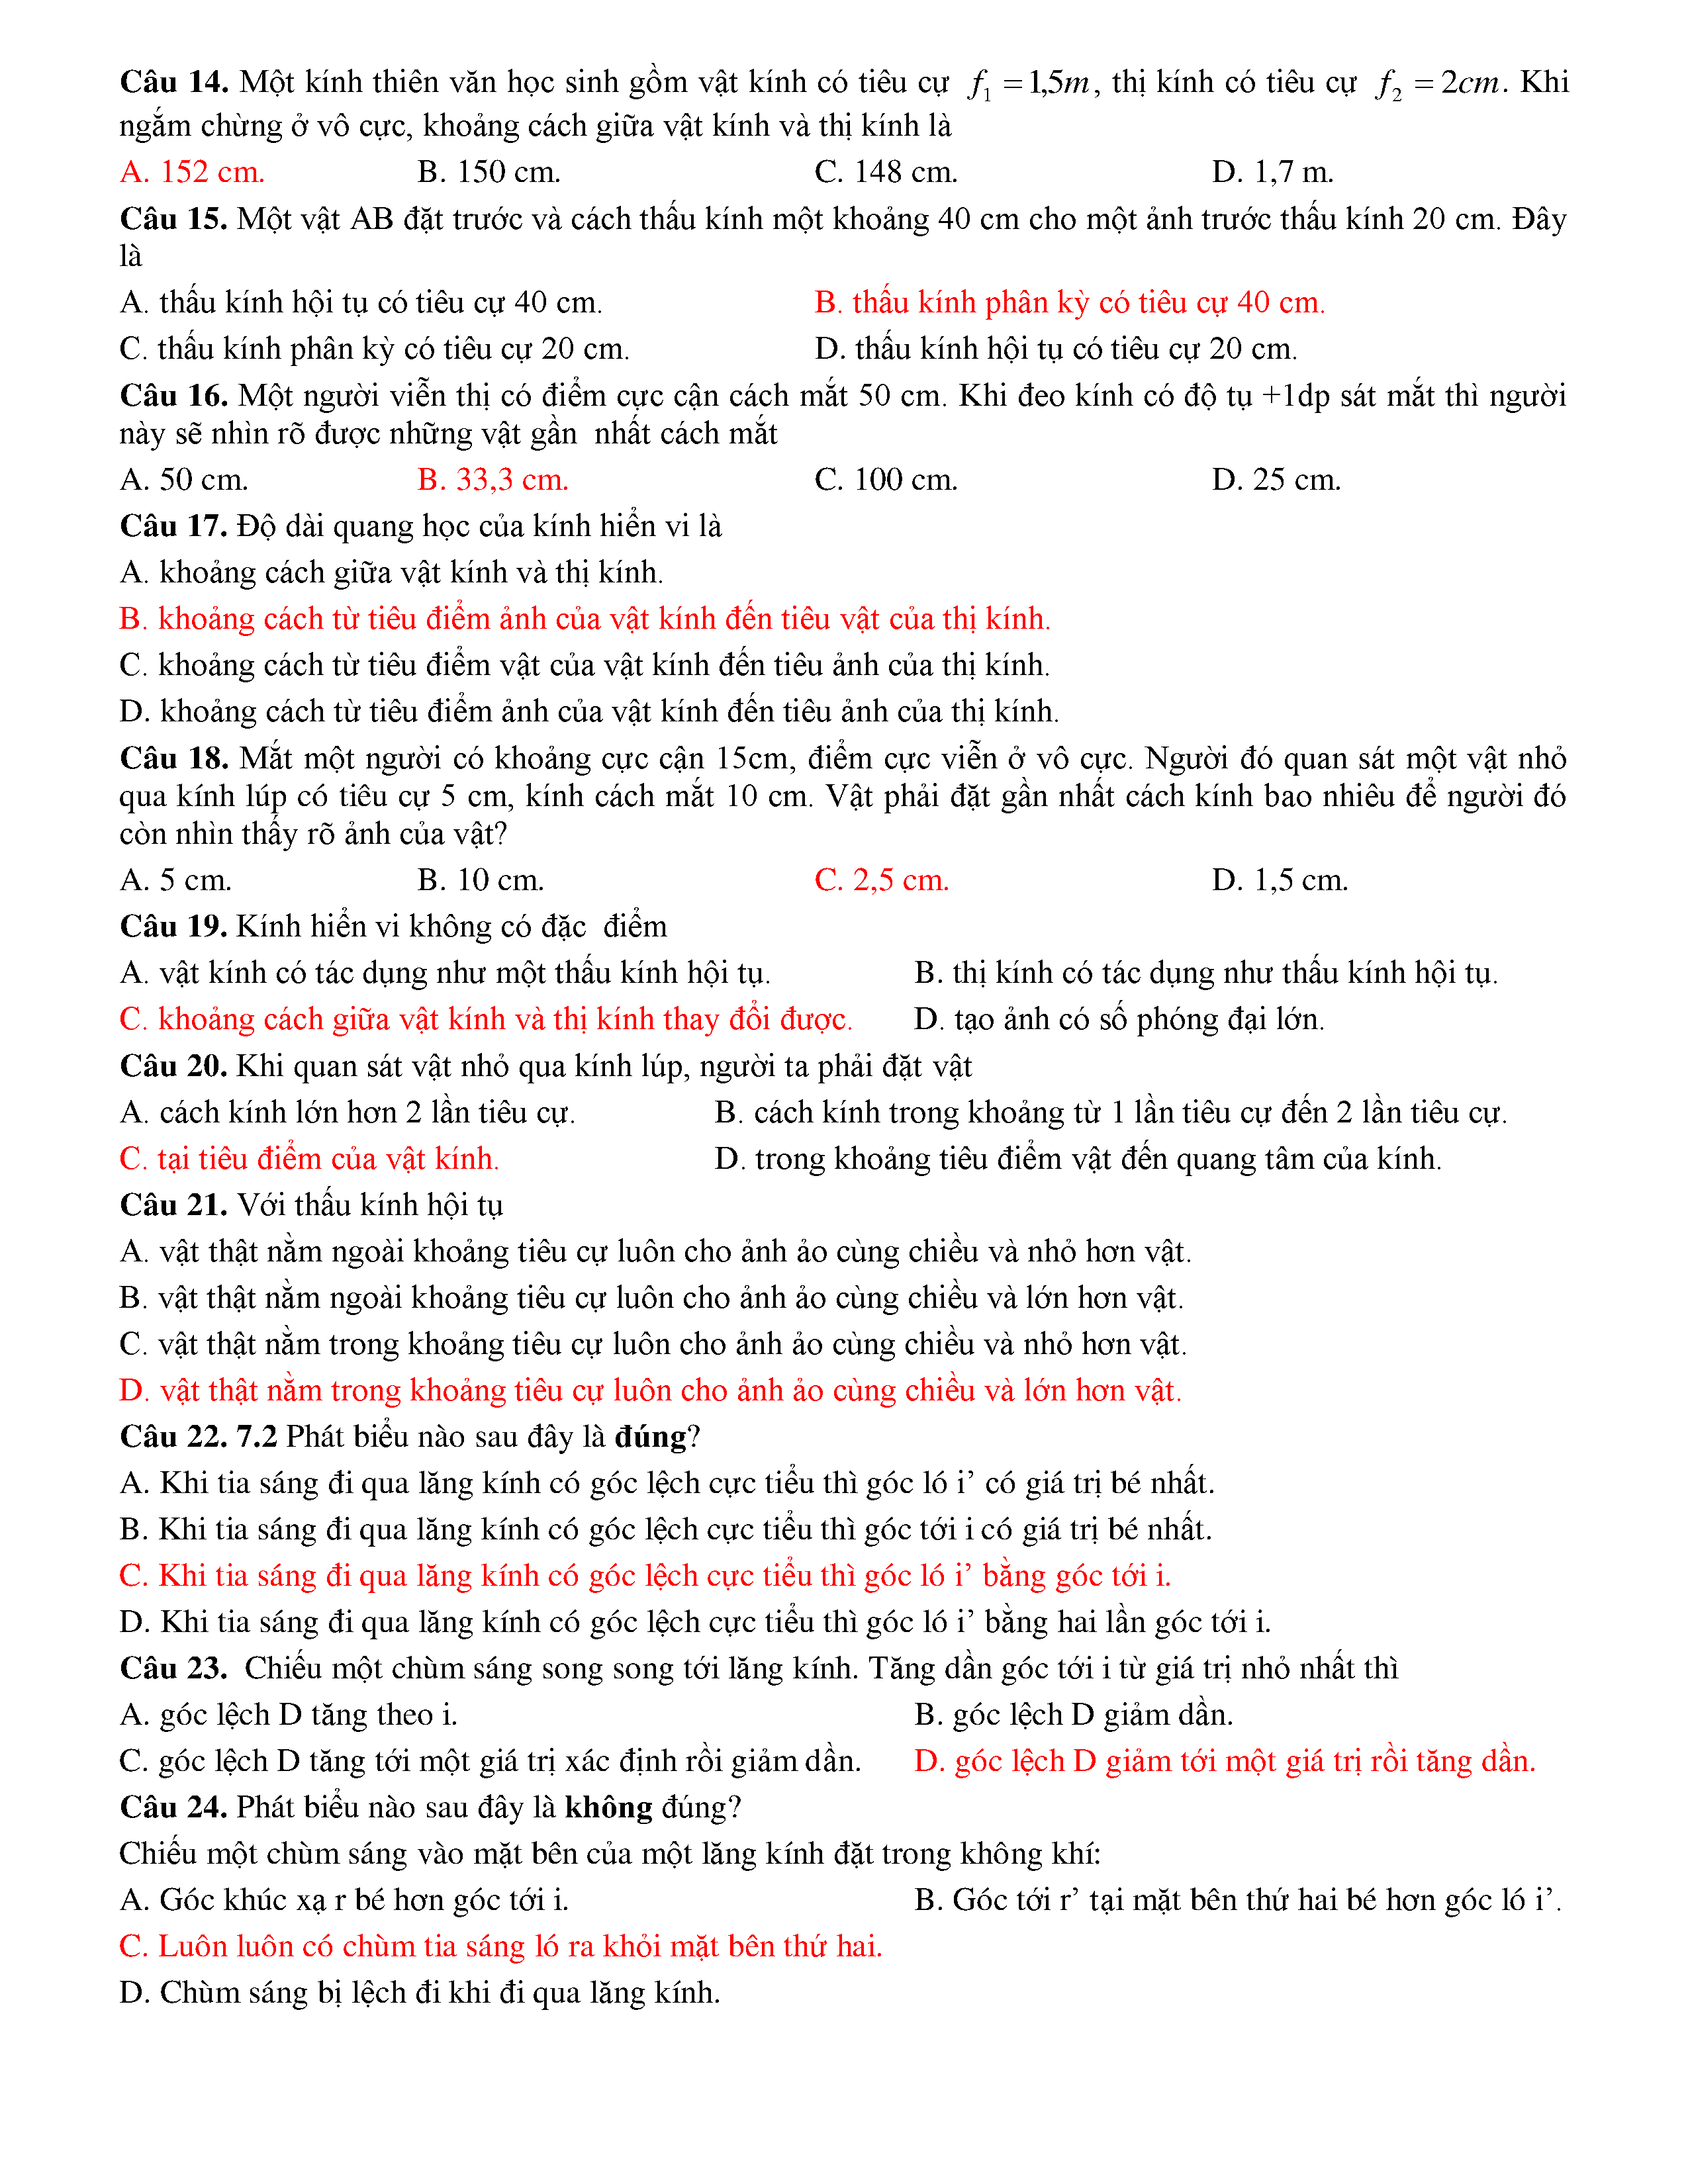 Câu 14. Một kính thiên văn học sinh gồm vật kính có tiêu cự f₁ =1,5m, thị kính có tiêu cự f₂ = 2cm. Khi
ngắm chừng ở vô cực, khoảng cách giữa vật kính và thị kính là
A. 152 cm. B. 150 cm. C. 148 cm. D. 1,7 m.
Câu 15. Một vật AB đặt trước và cách thấu kính một khoảng 40 cm cho một ảnh trước thấu kính 20 cm. Đây
là
A. thấu kính hội tụ có tiêu cự 40 cm. B. thấu kính phân kỳ có tiêu cự 40 cm.
C. thấu kính phân kỳ có tiêu cự 20 cm. D. thấu kính hội tụ có tiêu cự 20 cm.
Câu 16. Một người viễn thị có điểm cực cận cách mắt 50 cm. Khi đeo kính có độ tụ +1dp sát mắt thì người
này sẽ nhìn rõ được những vật gần nhất cách mắt
A. 50 cm. B. 33,3 cm. C. 100 cm. D. 25 cm.
Câu 17. Độ dài quang học của kính hiển vi là
A. khoảng cách giữa vật kính và thị kính.
B. khoảng cách từ tiêu điểm ảnh của vật kính đến tiêu vật của thị kính.
C. khoảng cách từ tiêu điểm vật của vật kính đến tiêu ảnh của thị kính.
D. khoảng cách từ tiêu điểm ảnh của vật kính đến tiêu ảnh của thị kính.
Câu 18. Mắt một người có khoảng cực cận 15cm, điểm cực viễn ở vô cực. Người đó quan sát một vật nhỏ
qua kính lúp có tiêu cự 5 cm, kính cách mắt 10 cm. Vật phải đặt gần nhất cách kính bao nhiêu để người đó
còn nhìn thấy rõ ảnh của vật?
A. 5 cm. B. 10 cm. C. 2,5 cm. D. 1,5 cm.
Câu 19. Kính hiển vi không có đặc điểm
A. vật kính có tác dụng như một thấu kính hội tụ. B. thị kính có tác dụng như thấu kính hội tụ.
C. khoảng cách giữa vật kính và thị kính thay đổi được. D. tạo ảnh có số phóng đại lớn.
Câu 20. Khi quan sát vật nhỏ qua kính lúp, người ta phải đặt vật
A. cách kính lớn hơn 2 lần tiêu cự. B. cách kính trong khoảng từ 1 lần tiêu cự đến 2 lần tiêu cự.
C. tại tiêu điểm của vật kính. D. trong khoảng tiêu điểm vật đến quang tâm của kính.
Câu 21. Với thấu kính hội tụ
A. vật thật nằm ngoài khoảng tiêu cự luôn cho ảnh ảo cùng chiều và nhỏ hơn vật.
B. vật thật nằm ngoài khoảng tiêu cự luôn cho ảnh ảo cùng chiều và lớn hơn vật.
C. vật thật nằm trong khoảng tiêu cự luôn cho ảnh ảo cùng chiều và nhỏ hơn vật.
D. vật thật nằm trong khoảng tiêu cự luôn cho ảnh ảo cùng chiều và lớn hơn vật.
Câu 22. 7.2 Phát biểu nào sau đây là đúng?
A. Khi tia sáng đi qua lăng kính có góc lệch cực tiểu thì góc ló i’ có giá trị bé nhất.
B. Khi tia sáng đi qua lăng kính có góc lệch cực tiểu thì góc tới i có giá trị bé nhất.
C. Khi tia sáng đi qua lăng kính có góc lệch cực tiểu thì góc ló i’ bằng góc tới i.
D. Khi tia sáng đi qua lăng kính có góc lệch cực tiểu thì góc ló i’ bằng hai lần góc tới i.
Câu 23. Chiếu một chùm sáng song song tới lăng kính. Tăng dần góc tới i từ giá trị nhỏ nhất thì
A. góc lệch D tăng theo i. B. góc lệch D giảm dần.
C. góc lệch D tăng tới một giá trị xác định rồi giảm dần. D. góc lệch D giảm tới một giá trị rồi tăng dần.
Câu 24. Phát biểu nào sau đây là không đúng?
Chiếu một chùm sáng vào mặt bên của một lăng kính đặt trong không khí:
A. Góc khúc xạ r bé hơn góc tới i. B. Góc tới r’ tại mặt bên thứ hai bé hơn góc ló i’.
C. Luôn luôn có chùm tia sáng ló ra khỏi mặt bên thứ hai.
D. Chùm sáng bị lệch đi khi đi qua lăng kính.